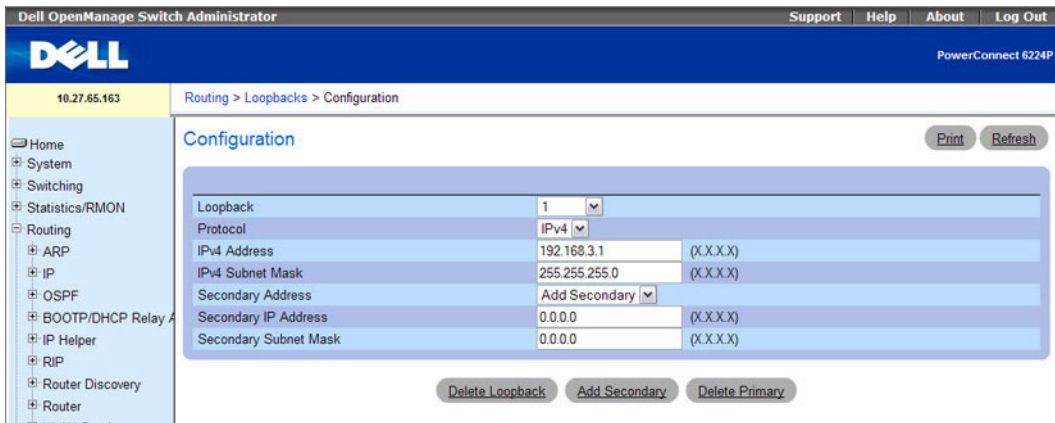 Dell OpenManage Switch Administrator
Support Help About Log Out
DELL
PowerConnect 6224P
10.27.65.163
Routing > Loopbacks > Configuration
Home
System
Switching
Statistics/RMON
Routing
ARP
IP
OSPF
BOOTP/DHCP Relay A
IP Helper
RIP
Router Discovery
Router
Configuration
Print Refresh
Loopback 1
Protocol IPv4
IPv4 Address 192.168.3.1 (X.X.X.X)
IPv4 Subnet Mask 255.255.255.0 (X.X.X.X)
Secondary Address Add Secondary
Secondary IP Address 0.0.0.0 (X.X.X.X)
Secondary Subnet Mask 0.0.0.0 (X.X.X.X)
Delete Loopback Add Secondary Delete Primary